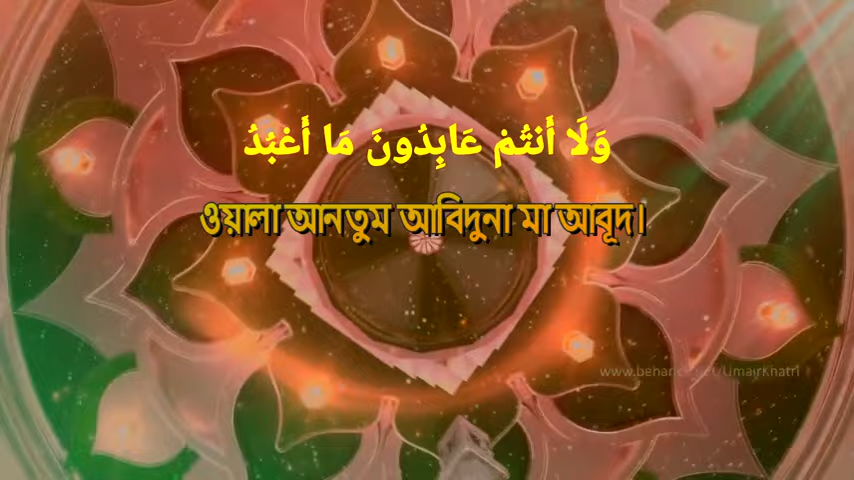 وَلَا أَنتُمْ عَابِدُونَ مَا أَعْبُدُ
ওয়ালা আনতুম আবিদুনা মা আবূদ।